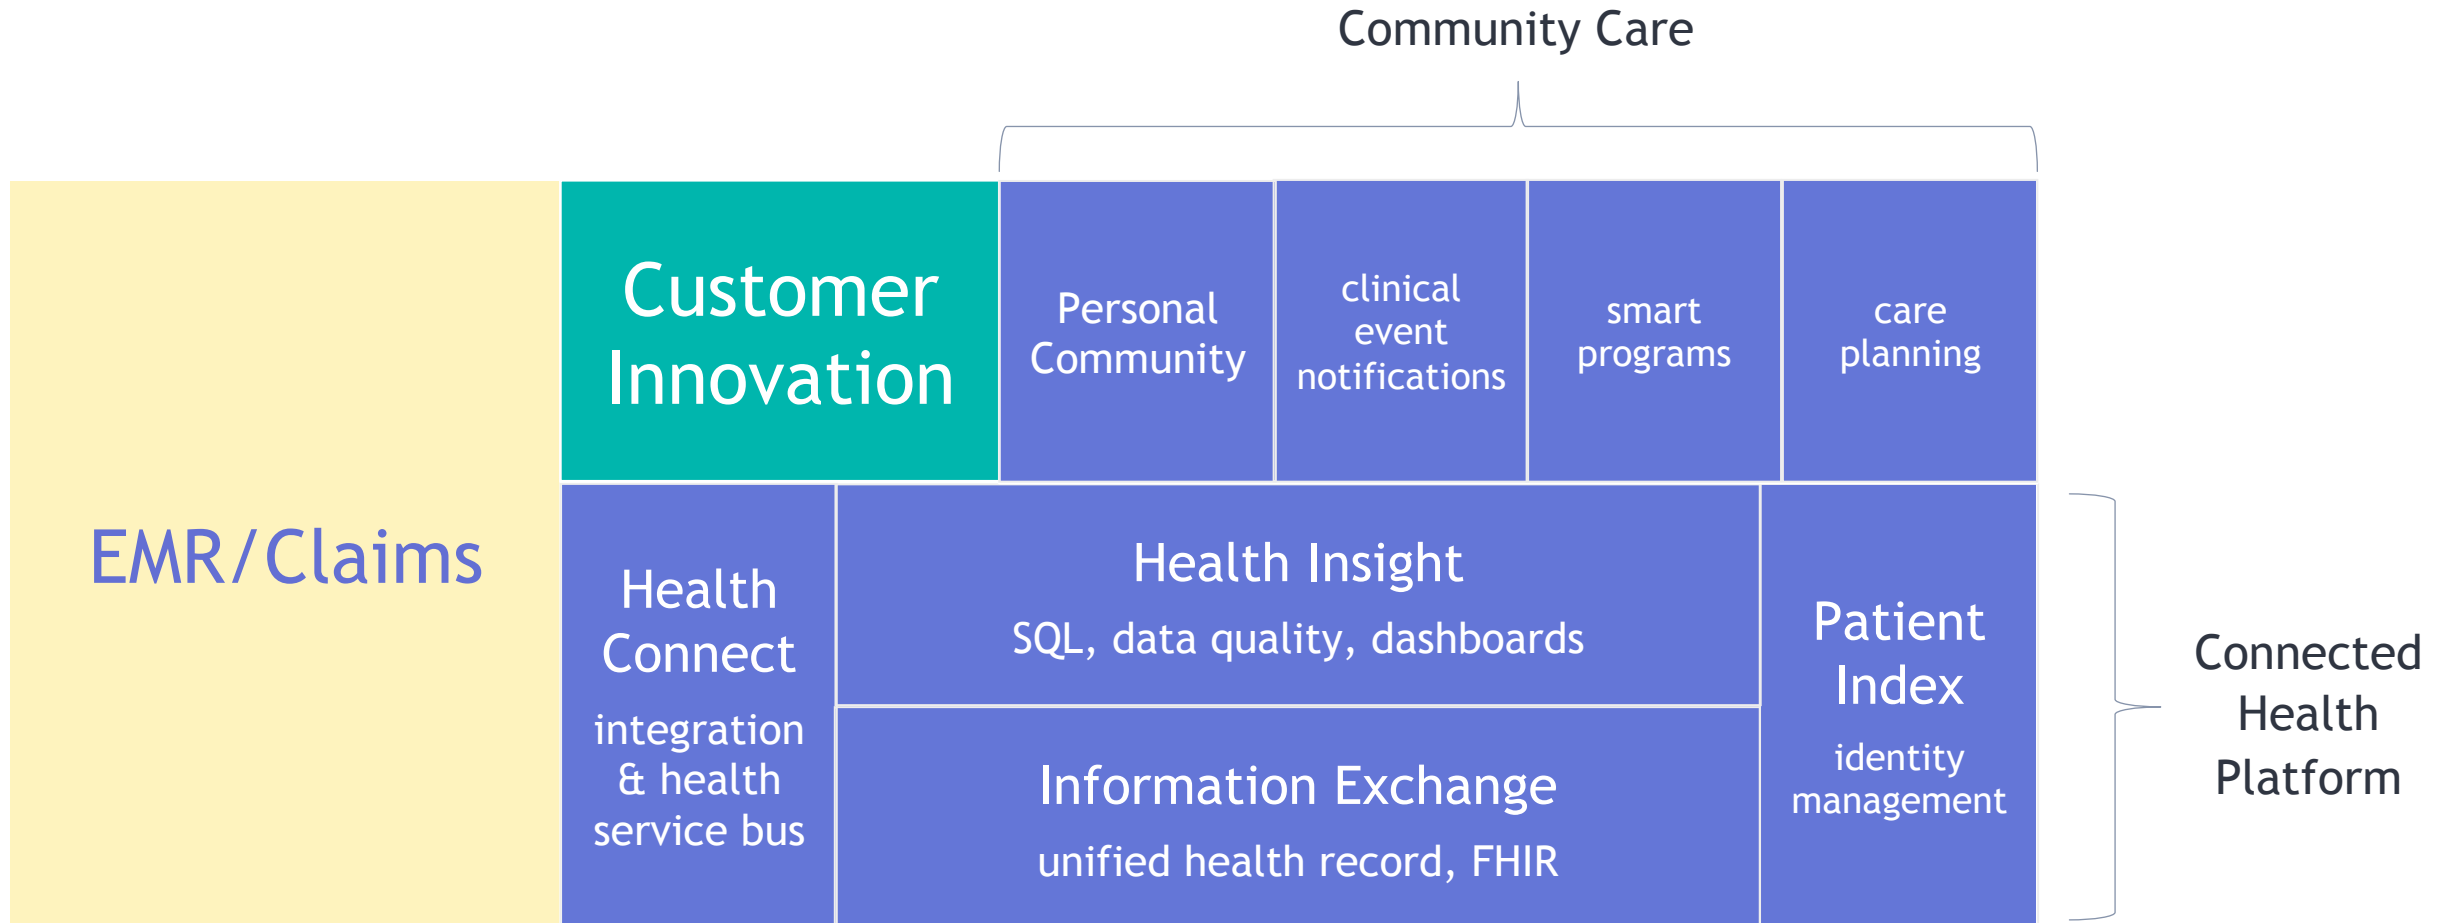 Community Care
EMR/Claims
Customer
Innovation
Personal
Community
clinical
event
notifications
smart
programs
care
planning
Health
Connect
integration
& health
service bus
Health Insight
SQL, data quality, dashboards
Information Exchange
unified health record, FHIR
Patient
Index
identity
management
Connected
Health
Platform